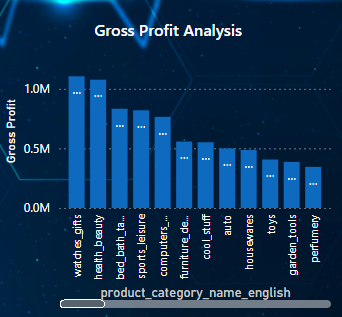 Gross Profit Analysis
Gross Profit
1.0M
0.5M
0.0M
...
...
...
...
...
...
...
...
...
...
...
...
watches_gifts
health_beauty
bed_bath_ta...
sports_leisure
computers_...
furniture_de...
cool_stuff
auto
housewares
toys
garden_tools
perfumery
product_category_name_english